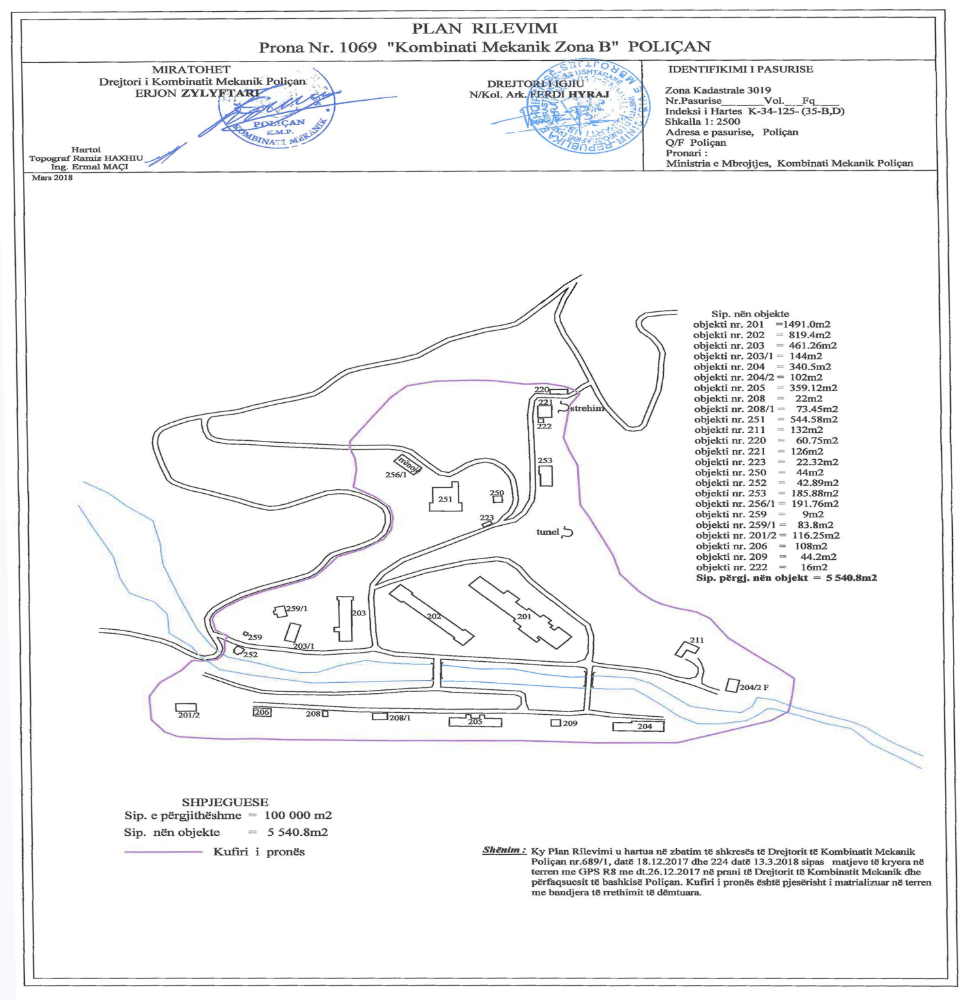 PLAN RILEVIMI
Prona Nr. 1069 "Kombinati Mekanik Zona B" POLIÇAN
MIRATOHET
Drejtori i Kombinatit Mekanik Poliçan
ERJON ZYLYFTARI
POLIÇAN
K.M.P.
KOMBINATI MEKANIK
Hartoi
Topograf Ramiz HAXHIU
Ing. Ermal MAÇI
DREJTORI I IGJIU
N/Kol. Ark. FERDI HYRAJ
IDENTIFIKIMI I PASURISE
Zona Kadastrale 3019
Nr.Pasurise______Vol.___Fq____
Indeksi i Hartes K-34-125- (35-B,D)
Shkalla 1: 2500
Adresa e pasurise, Poliçan
Q/F Poliçan
Pronari :
Ministria e Mbrojtjes, Kombinati Mekanik Poliçan
Mars 2018
Sip. nën objekte
objekti nr. 201 =1491.0m2
objekti nr. 202 = 819.4m2
objekti nr. 203 = 461.26m2
objekti nr. 203/1 = 144m2
objekti nr. 204 = 340.5m2
objekti nr. 204/2 = 102m2
objekti nr. 205 = 359.12m2
objekti nr. 208 = 22m2
objekti nr. 208/1 = 73.45m2
objekti nr. 251 = 544.58m2
objekti nr. 211 = 132m2
objekti nr. 220 = 60.75m2
objekti nr. 221 = 126m2
objekti nr. 223 = 22.32m2
objekti nr. 250 = 44m2
objekti nr. 252 = 42.89m2
objekti nr. 253 = 185.88m2
objekti nr. 256/1 = 191.76m2
objekti nr. 259 = 9m2
objekti nr. 259/1 = 83.8m2
objekti nr. 201/2 = 116.25m2
objekti nr. 206 = 108m2
objekti nr. 209 = 44.2m2
objekti nr. 222 = 16m2
Sip. përgj. nën objekt = 5 540.8m2
220
221
strehim
222
253
rrënojë
256/1
251
250
223
tunel
259/1
203
202
201
259
203/1
252
211
204/2 F
201/2
206
208
208/1
205
209
204
SHPJEGUESE
Sip. e përgjithëshme = 100 000 m2
Sip. nën objekte = 5 540.8m2
Kufiri i pronës
Shënim : Ky Plan Rilevimi u hartua në zbatim të shkresës të Drejtorit të Kombinatit Mekanik
Poliçan nr.689/1, datë 18.12.2017 dhe 224 datë 13.3.2018 sipas matjeve të kryera në
terren me GPS R8 me dt.26.12.2017 në prani të Drejtorit të Kombinatit Mekanik dhe
përfaqsuesit të bashkisë Poliçan. Kufiri i pronës është pjesërisht i matrializuar në terren
me bandjera të rrethimit të dëmtuara.